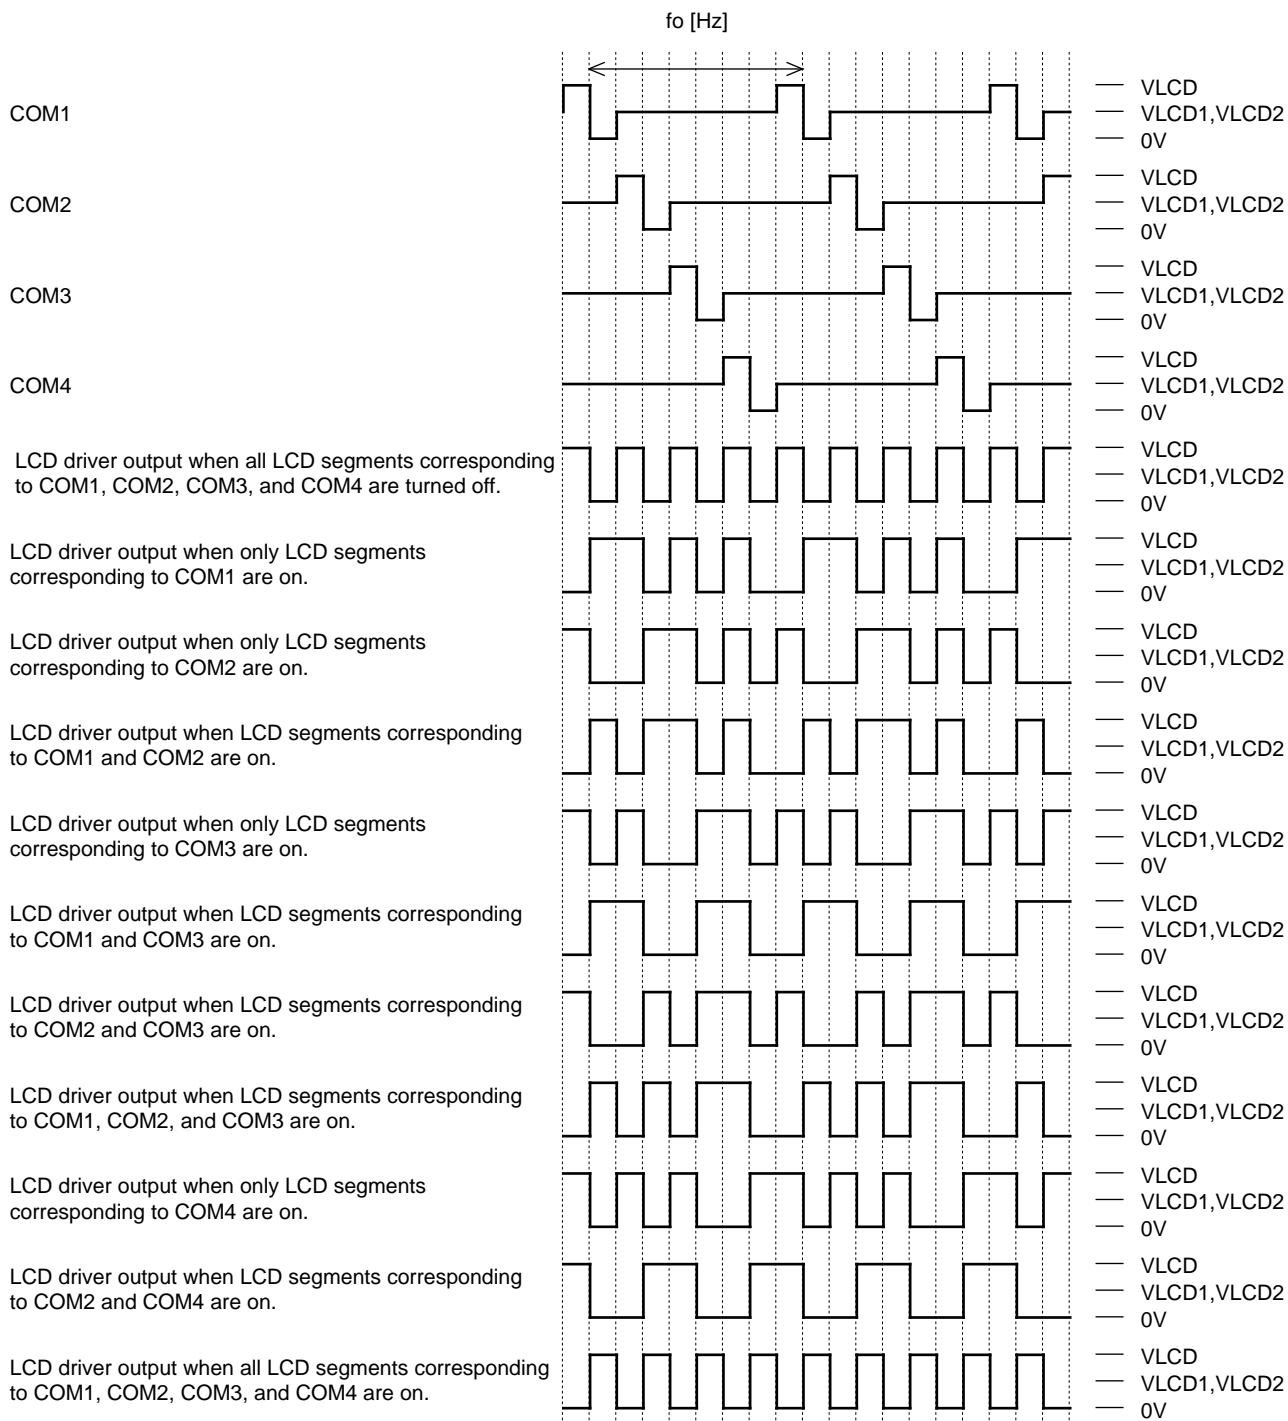 fo [Hz]
COM1
VLCD
VLCD1,VLCD2
0V
COM2
VLCD
VLCD1,VLCD2
0V
COM3
VLCD
VLCD1,VLCD2
0V
COM4
VLCD
VLCD1,VLCD2
0V
LCD driver output when all LCD segments corresponding
to COM1, COM2, COM3, and COM4 are turned off.
VLCD
VLCD1,VLCD2
0V
LCD driver output when only LCD segments
corresponding to COM1 are on.
VLCD
VLCD1,VLCD2
0V
LCD driver output when only LCD segments
corresponding to COM2 are on.
VLCD
VLCD1,VLCD2
0V
LCD driver output when LCD segments corresponding
to COM1 and COM2 are on.
VLCD
VLCD1,VLCD2
0V
LCD driver output when only LCD segments
corresponding to COM3 are on.
VLCD
VLCD1,VLCD2
0V
LCD driver output when LCD segments corresponding
to COM1 and COM3 are on.
VLCD
VLCD1,VLCD2
0V
LCD driver output when LCD segments corresponding
to COM2 and COM3 are on.
VLCD
VLCD1,VLCD2
0V
LCD driver output when LCD segments corresponding
to COM1, COM2, and COM3 are on.
VLCD
VLCD1,VLCD2
0V
LCD driver output when only LCD segments
corresponding to COM4 are on.
VLCD
VLCD1,VLCD2
0V
LCD driver output when LCD segments corresponding
to COM2 and COM4 are on.
VLCD
VLCD1,VLCD2
0V
LCD driver output when all LCD segments corresponding
to COM1, COM2, COM3, and COM4 are on.
VLCD
VLCD1,VLCD2
0V